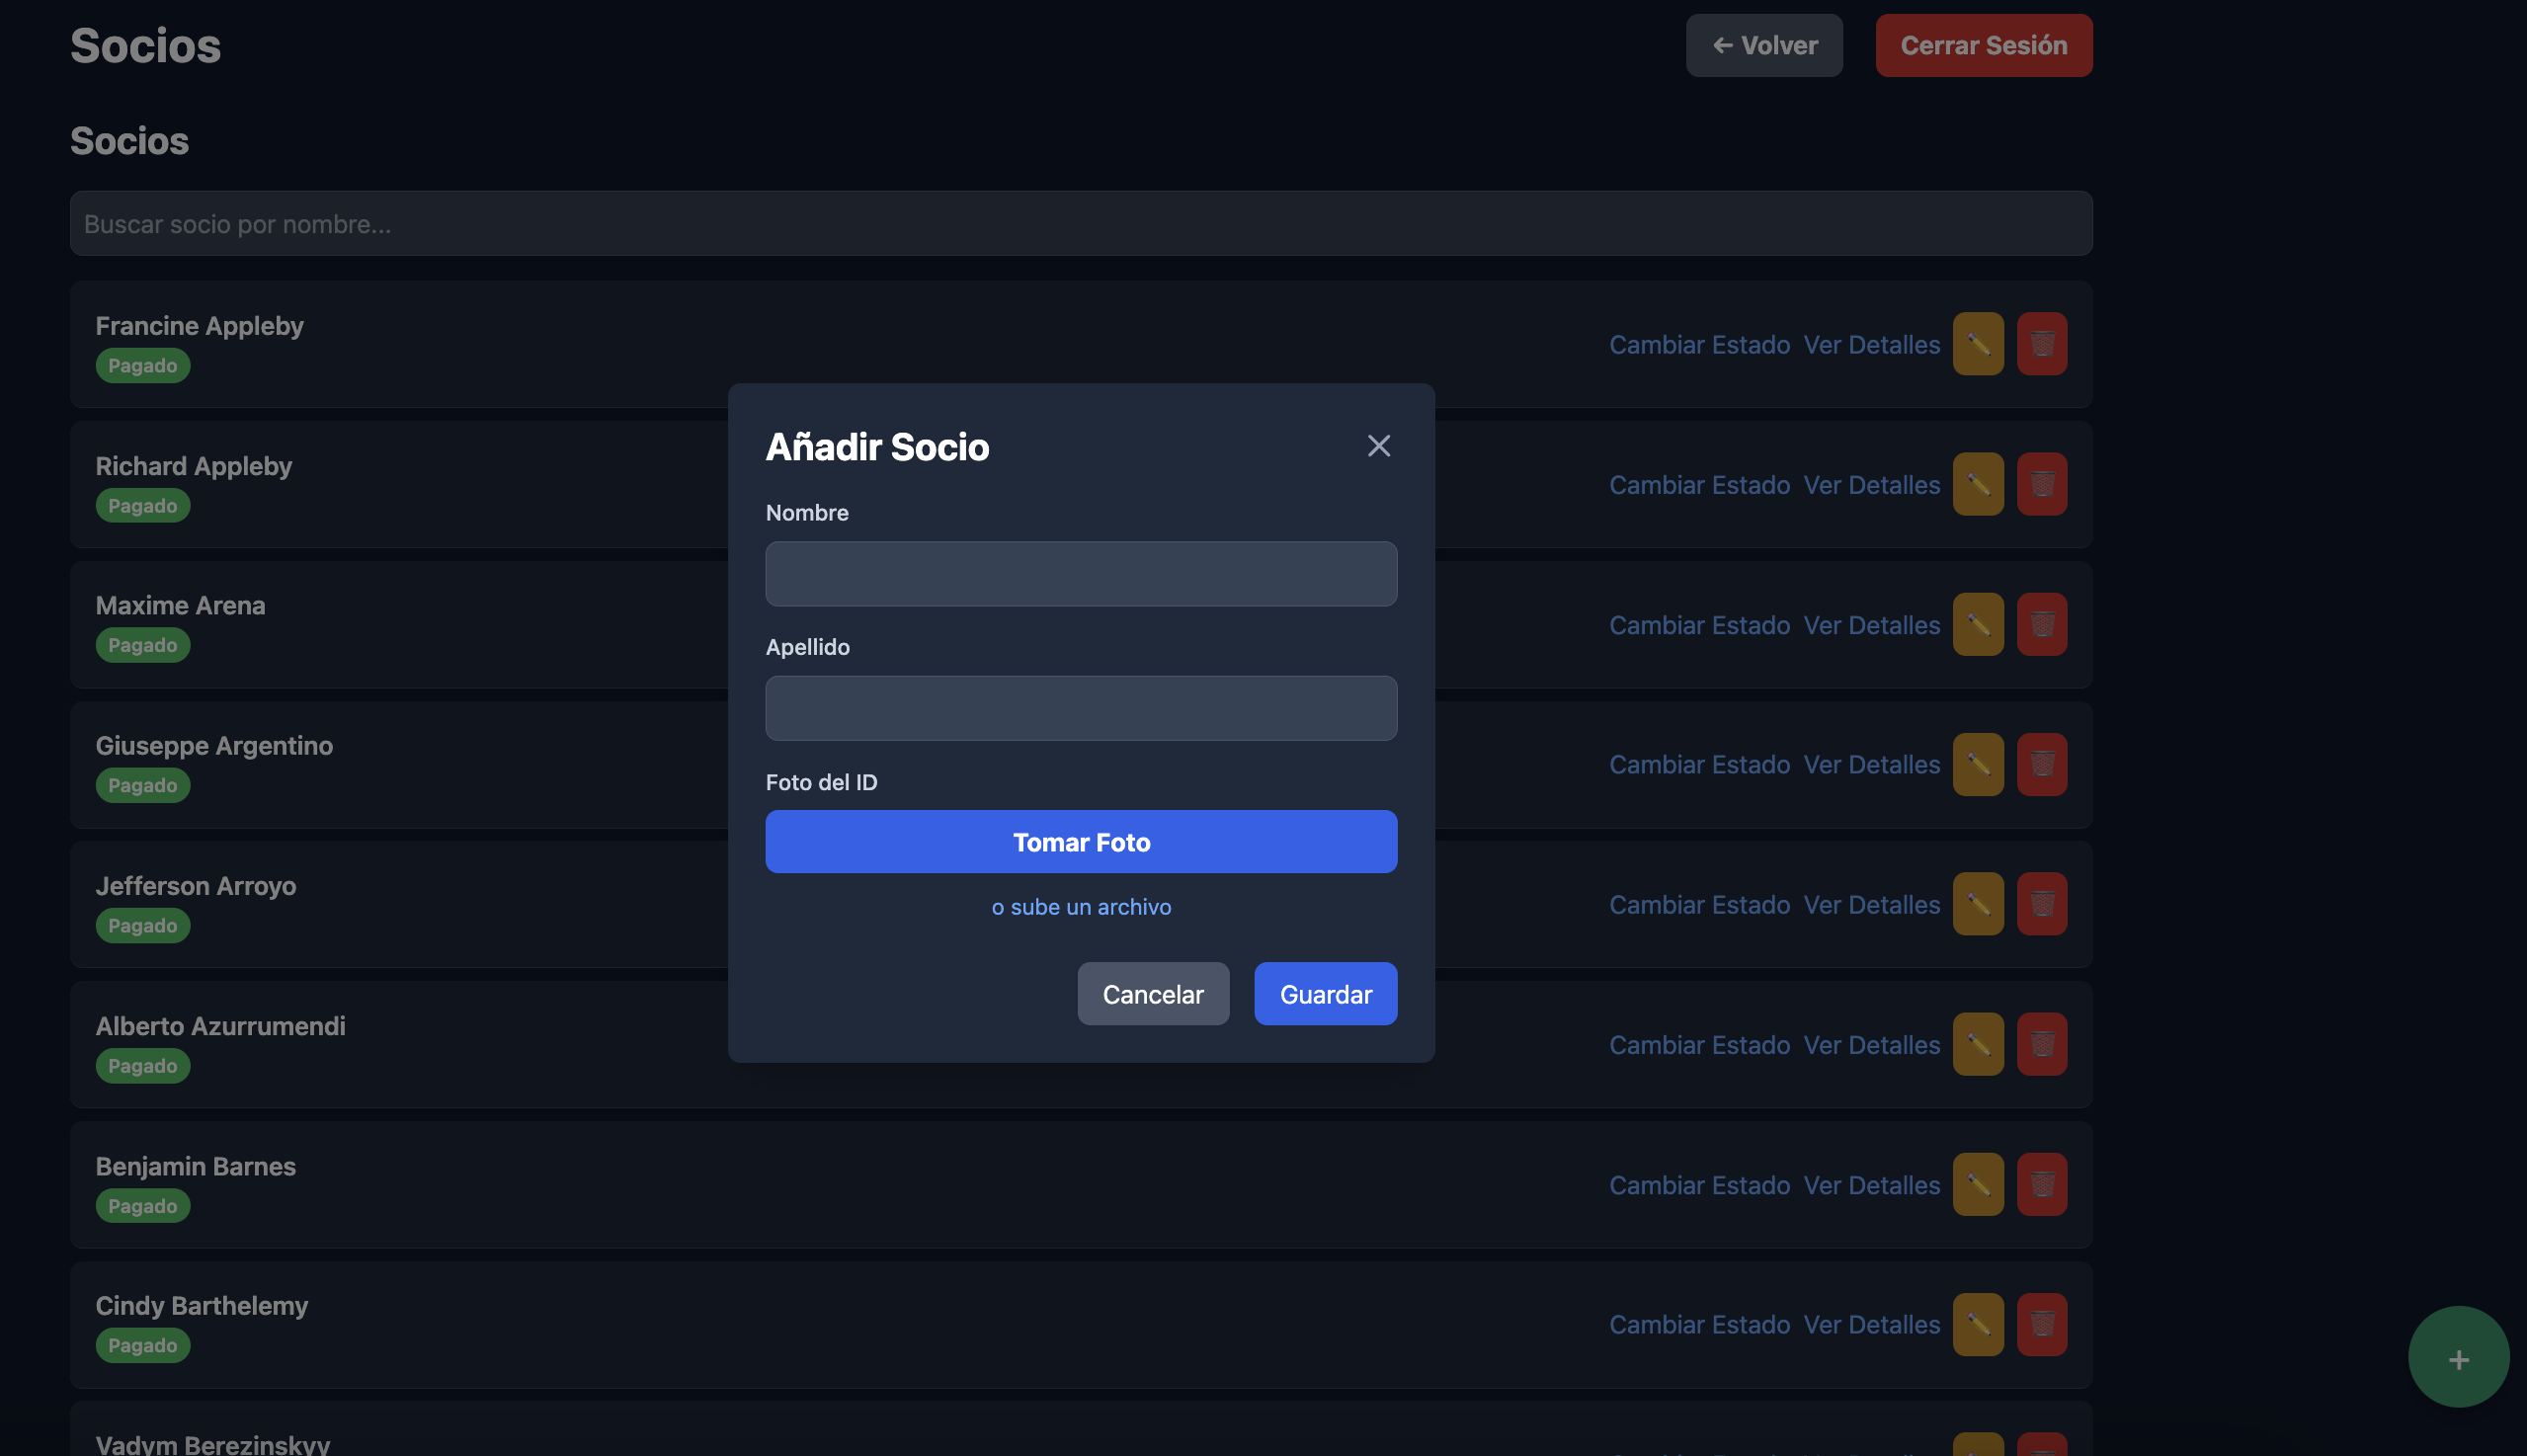 Socios
← Volver
Cerrar Sesión
Socios
Buscar socio por nombre...
Francine Appleby
Pagado
Cambiar Estado Ver Detalles
Richard Appleby
Pagado
Cambiar Estado Ver Detalles
Maxime Arena
Pagado
Cambiar Estado Ver Detalles
Giuseppe Argentino
Pagado
Cambiar Estado Ver Detalles
Jefferson Arroyo
Pagado
Cambiar Estado Ver Detalles
Alberto Azurrumendi
Pagado
Cambiar Estado Ver Detalles
Benjamin Barnes
Pagado
Cambiar Estado Ver Detalles
Cindy Barthelemy
Pagado
Cambiar Estado Ver Detalles
Vadym Berezinskyy
Añadir Socio
Nombre
Apellido
Foto del ID
Tomar Foto
o sube un archivo
Cancelar
Guardar
+